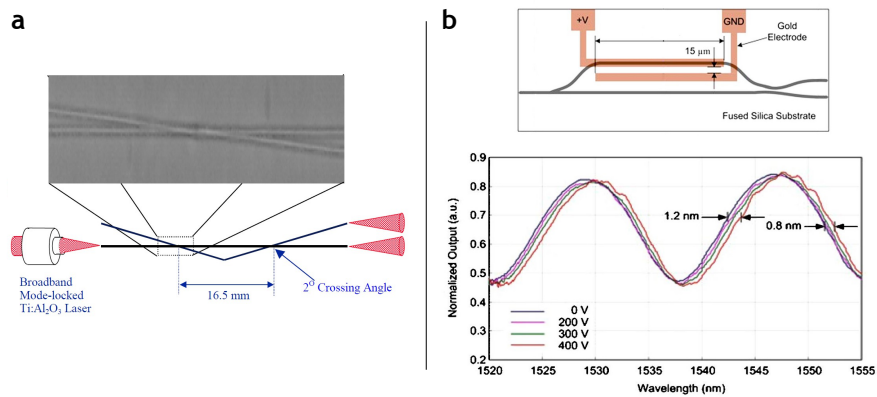 a
Broadband
Mode-locked
Ti:Al₂O₃ Laser
16.5 mm
2° Crossing Angle
b
+V
GND
Gold
Electrode
15 µm
Fused Silica Substrate
Normalized Output (a.u.)
0.9
0.8
0.7
0.6
0.5
0.4
0.3
0.2
1.2 nm
0.8 nm
0 V
200 V
300 V
400 V
1520 1525 1530 1535 1540 1545 1550 1555
Wavelength (nm)